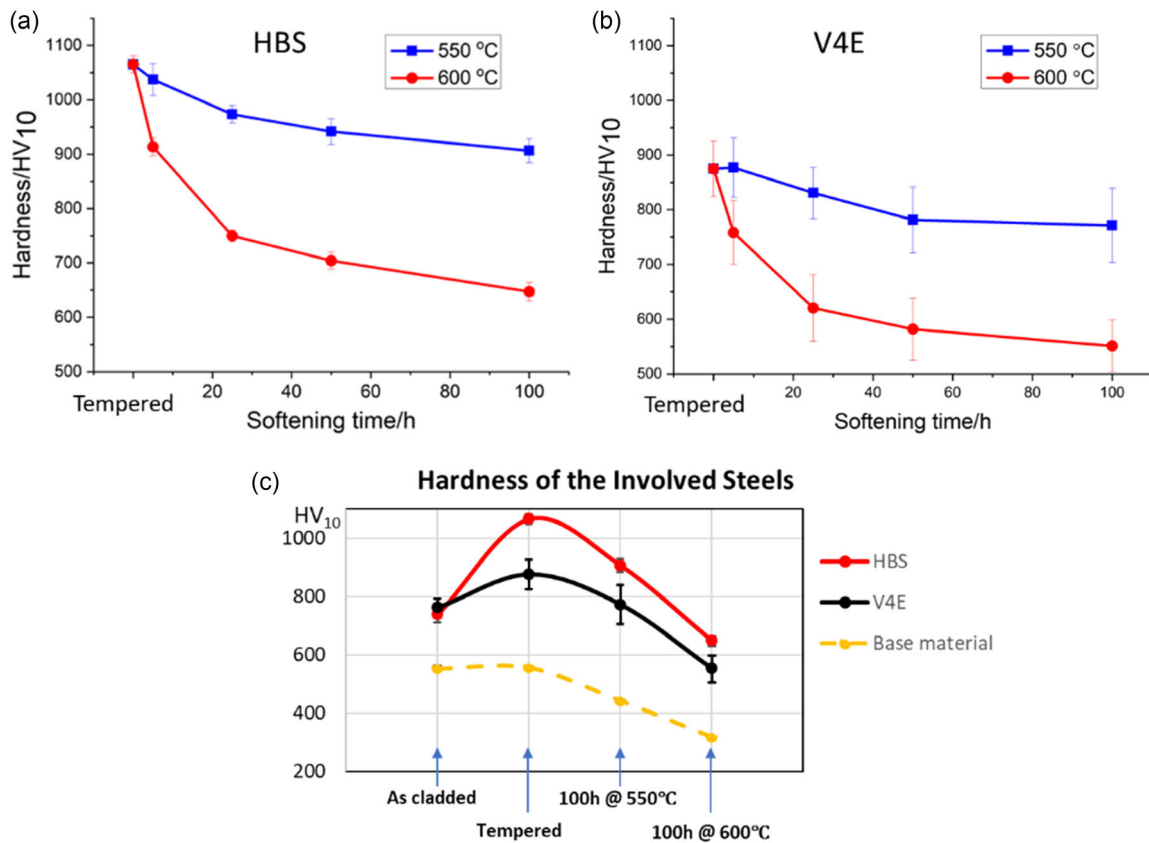 (a)
HBS
550 °C
600 °C
Hardness/HV10
1100
1000
900
800
700
600
500
0
20
40
60
80
100
Tempered
Softening time/h
(b)
V4E
550 °C
600 °C
Hardness/HV10
1100
1000
900
800
700
600
500
0
20
40
60
80
100
Tempered
Softening time/h
(c)
Hardness of the Involved Steels
HV10
1000
800
600
400
200
As cladded
Tempered
100h @ 550℃
100h @ 600℃
HBS
V4E
Base material